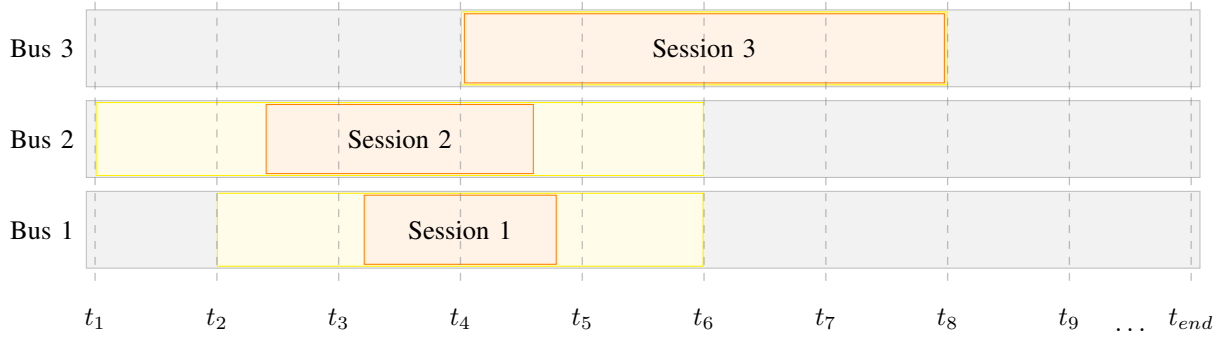 Bus 3 Session 3
Bus 2 Session 2
Bus 1 Session 1
t₁ t₂ t₃ t₄ t₅ t₆ t₇ t₈ t₉ … t_end